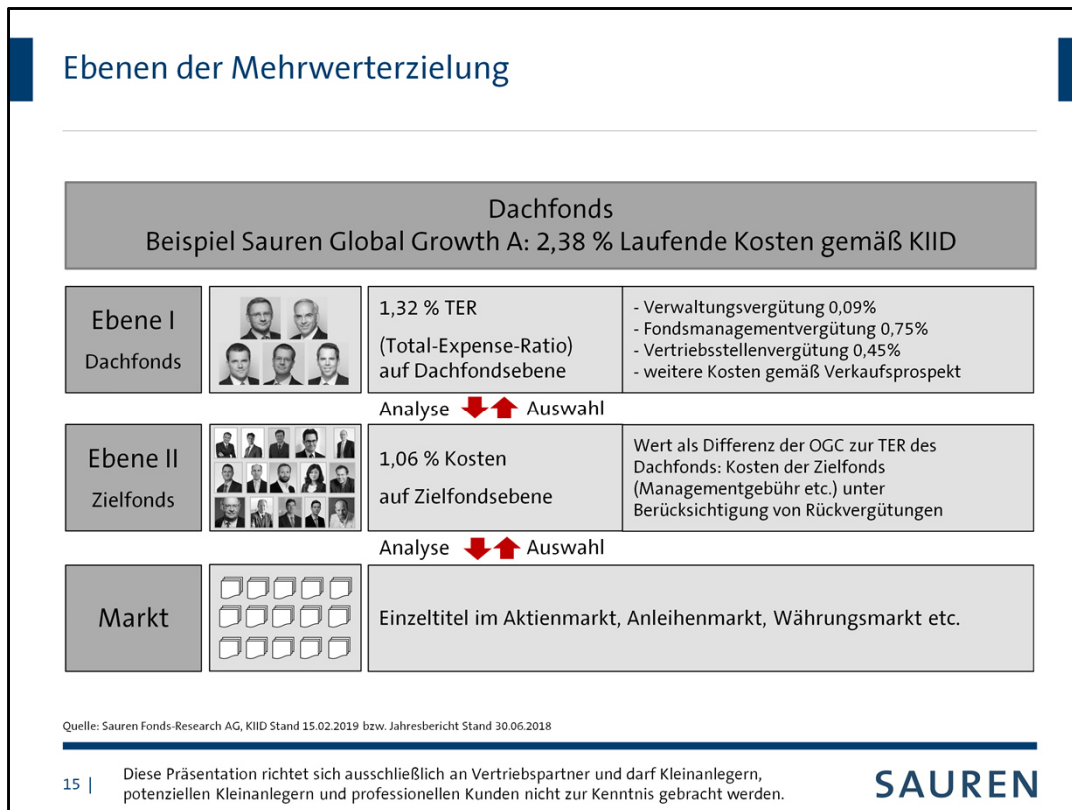 Ebenen der Mehrwerterzielung
Dachfonds
Beispiel Sauren Global Growth A: 2,38 % Laufende Kosten gemäß KIID
Ebene I
Dachfonds
1,32 % TER
(Total-Expense-Ratio)
auf Dachfondsebene
- Verwaltungsvergütung 0,09%
- Fondsmanagementvergütung 0,75%
- Vertriebsstellenvergütung 0,45%
- weitere Kosten gemäß Verkaufsprospekt
Analyse Auswahl
Ebene II
Zielfonds
1,06 % Kosten
auf Zielfondsebene
Wert als Differenz der OGC zur TER des
Dachfonds: Kosten der Zielfonds
(Managementgebühr etc.) unter
Berücksichtigung von Rückvergütungen
Analyse Auswahl
Markt
Einzeltitel im Aktienmarkt, Anleihenmarkt, Währungsmarkt etc.
Quelle: Sauren Fonds-Research AG, KIID Stand 15.02.2019 bzw. Jahresbericht Stand 30.06.2018
15 |
Diese Präsentation richtet sich ausschließlich an Vertriebspartner und darf Kleinanlegern,
potenziellen Kleinanlegern und professionellen Kunden nicht zur Kenntnis gebracht werden.
SAUREN